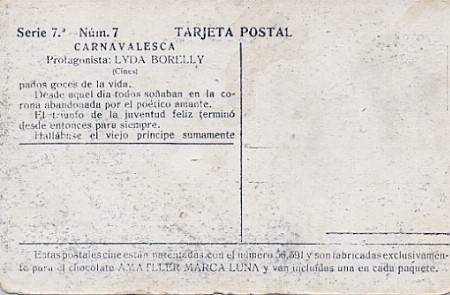 Serie 7.ª Núm. 7 TARJETA POSTAL
CARNAVALESCA
Protagonista: LYDA BORELLY
(Cines)
pados goces de la vida.
Desde aquel día todos soñaban en la co-
rona abandonada por el poético amante.
El triunfo de la juventud feliz terminó
desde entonces para siempre.
Hallábase el viejo príncipe sumamente
Estas postales cine están patentadas con el número 56,591 y son fabricadas exclusivamen-
te para el chocolate AMATLLER MARCA LUNA y van incluídas una en cada paquete.